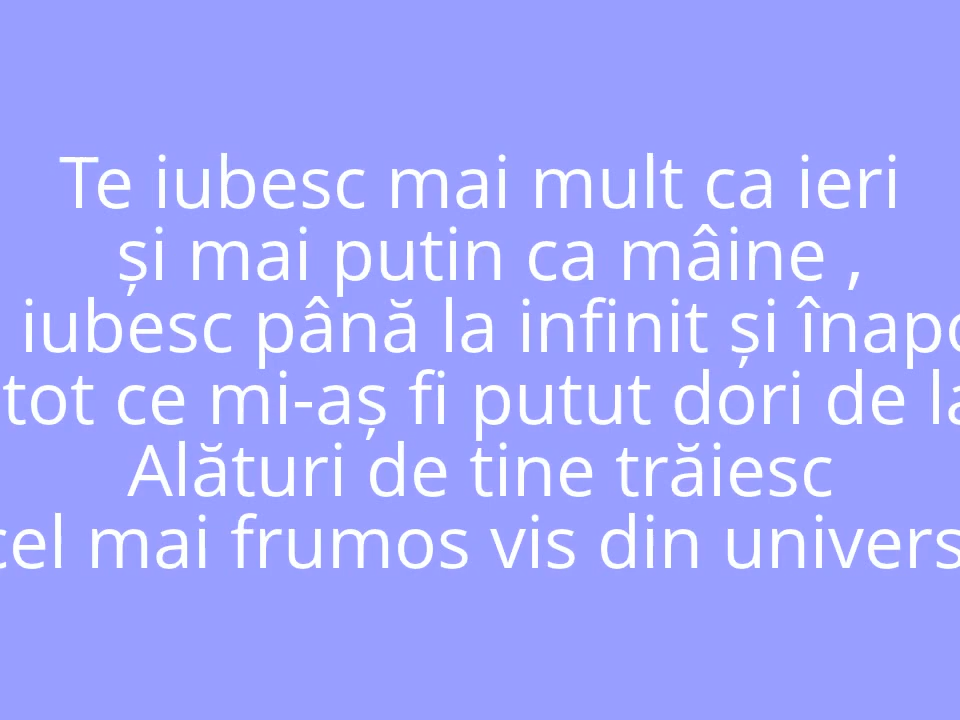 Te iubesc mai mult ca ieri
și mai putin ca mâine ,
iubesc până la infinit și
tot ce mi-aș fi putut dori de
Alături de tine trăiesc
cel mai frumos vis din